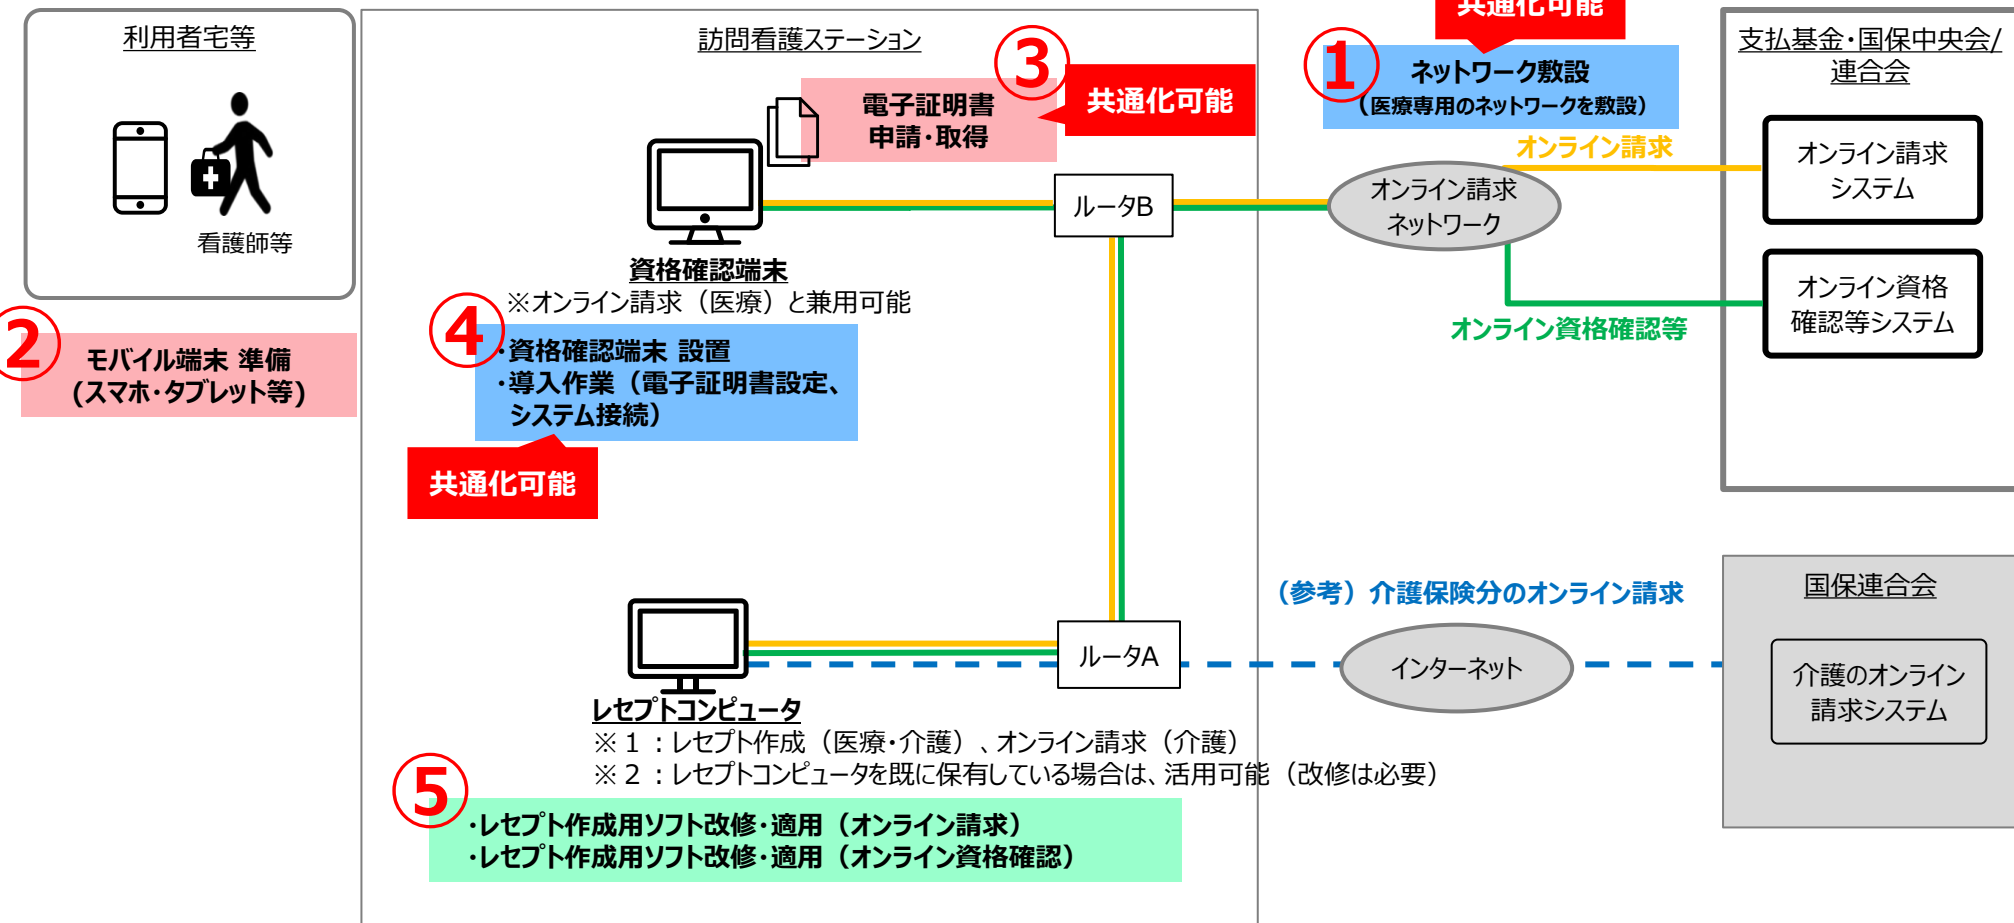 利用者宅等
看護師等
②
モバイル端末 準備
(スマホ・タブレット等)
訪問看護ステーション
③
電子証明書
申請・取得
共通化可能
ルータB
資格確認端末
※オンライン請求（医療）と兼用可能
④
・資格確認端末 設置
・導入作業（電子証明書設定、
システム接続）
共通化可能
ルータA
レセプトコンピュータ
※１：レセプト作成（医療・介護）、オンライン請求（介護）
※２：レセプトコンピュータを既に保有している場合は、活用可能（改修は必要）
⑤
・レセプト作成用ソフト改修・適用（オンライン請求）
・レセプト作成用ソフト改修・適用（オンライン資格確認）
共通化可能
①
ネットワーク敷設
（医療専用のネットワークを敷設）
オンライン請求
オンライン請求
ネットワーク
オンライン資格確認等
支払基金・国保中央会/
連合会
オンライン請求
システム
オンライン資格
確認等システム
（参考）介護保険分のオンライン請求
インターネット
国保連合会
介護のオンライン
請求システム